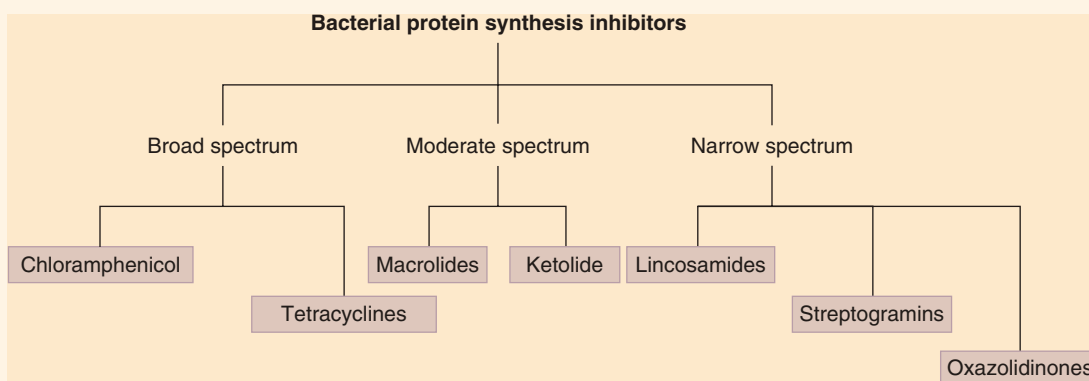 Bacterial protein synthesis inhibitors
Broad spectrum
Moderate spectrum
Narrow spectrum
Chloramphenicol
Macrolides
Ketolide
Lincosamides
Tetracyclines
Streptogramins
Oxazolidinones